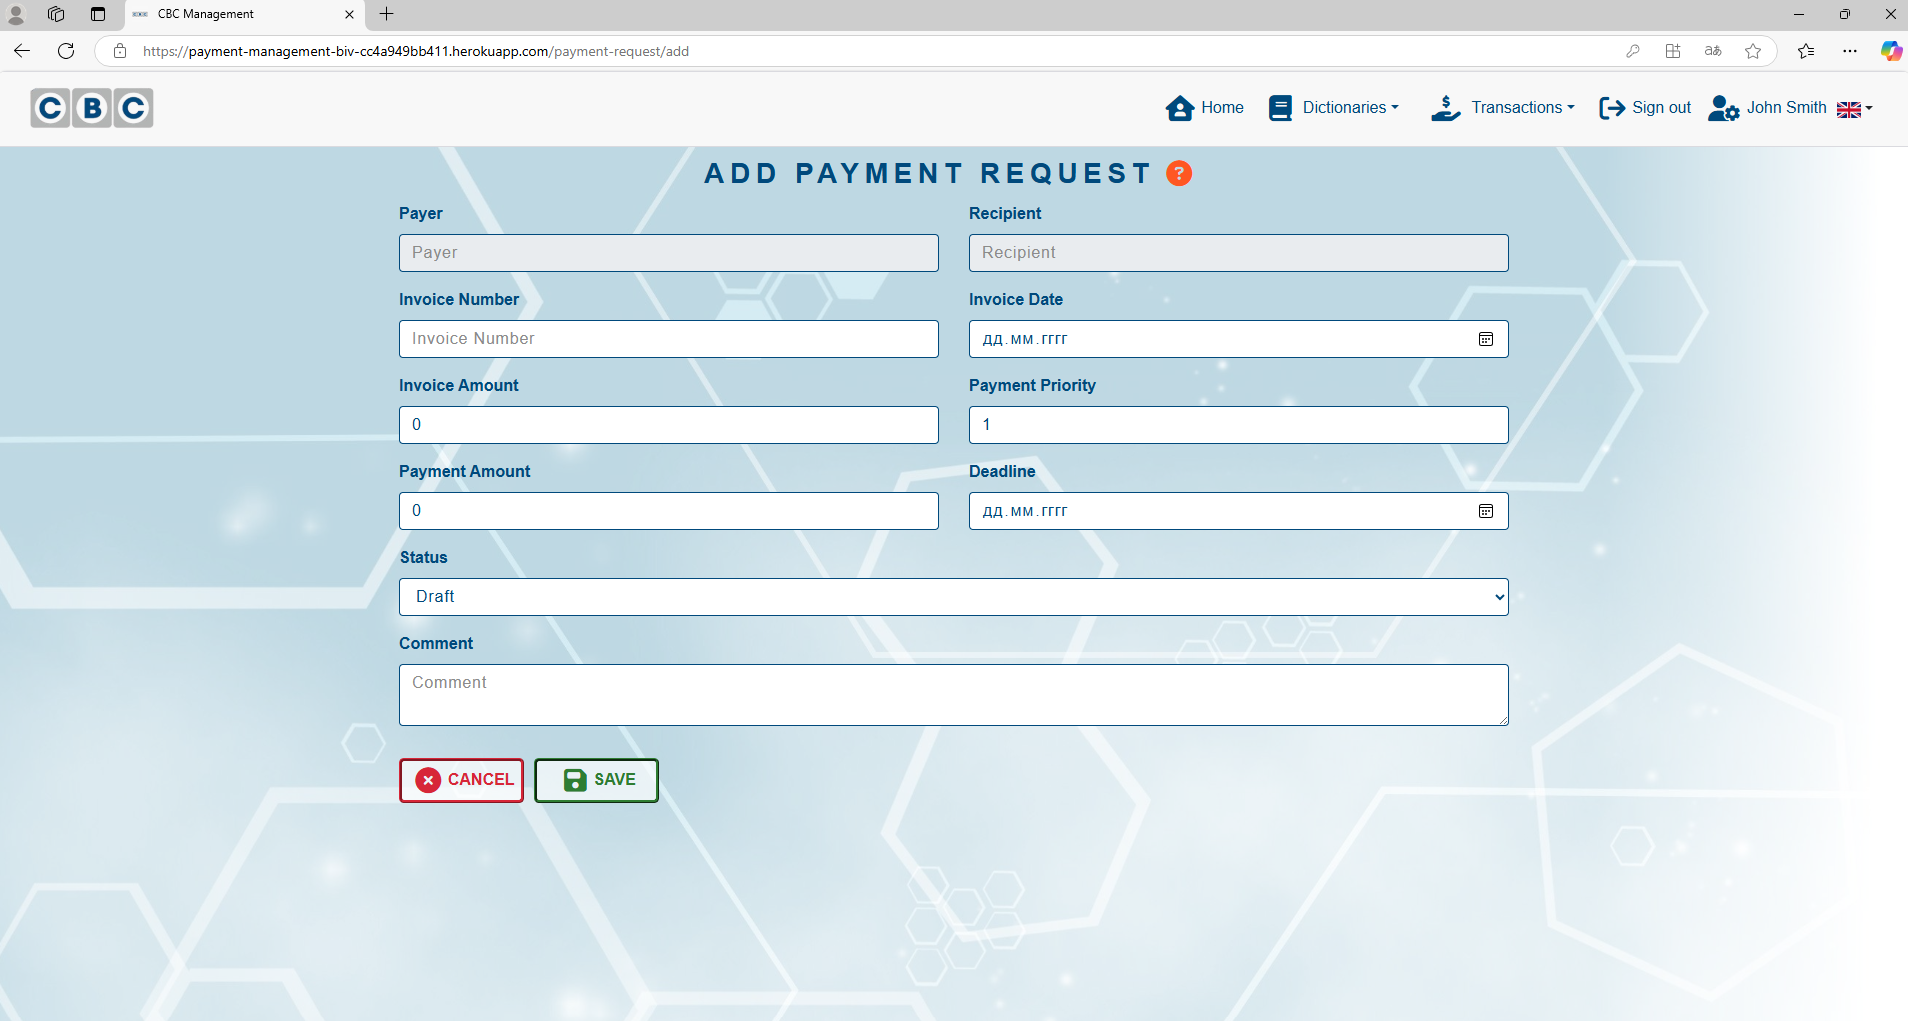 CBC Management
https://payment-management-biv-cc4a949bb411.herokuapp.com/payment-request/add
CBC
Home
Dictionaries
Transactions
Sign out
John Smith
ADD PAYMENT REQUEST ?
Payer
Recipient
Payer
Recipient
Invoice Number
Invoice Date
Invoice Number
дд.мм.гггг
Invoice Amount
Payment Priority
0
1
Payment Amount
Deadline
0
дд.мм.гггг
Status
Draft
Comment
Comment
CANCEL
SAVE